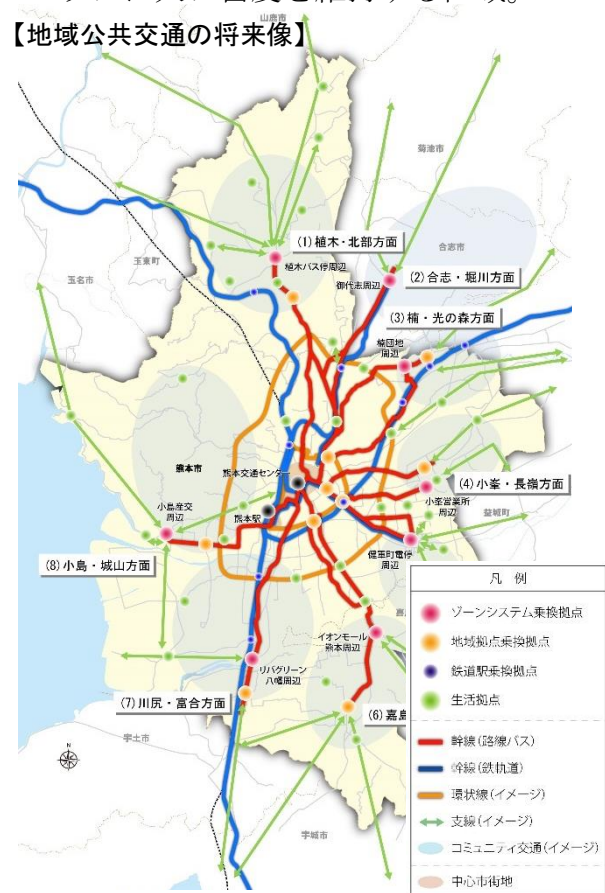 【地域公共交通の将来像】
山鹿市
菊池市
(1)植木・北部方面
植木バス停周辺
合志市
玉東町
玉名市
御代志周辺
(2)合志・堀川方面
(3)楠・光の森方面
楠団地
周辺
熊本市
熊本交通センター
(4)小峯・長嶺方面
小島産交
周辺
熊本駅
小峯営業所
周辺
益城町
健軍町電停
周辺
(8)小島・城山方面
イオンモール
熊本周辺
リバグリーン
八幡周辺
(7)川尻・富合方面
(6)嘉島
宇土市
宇城市
N
凡 例
ゾーンシステム乗換拠点
地域拠点乗換拠点
鉄道駅乗換拠点
生活拠点
幹線(路線バス)
幹線(鉄軌道)
環状線(イメージ)
支線(イメージ)
コミュニティ交通(イメージ)
中心市街地